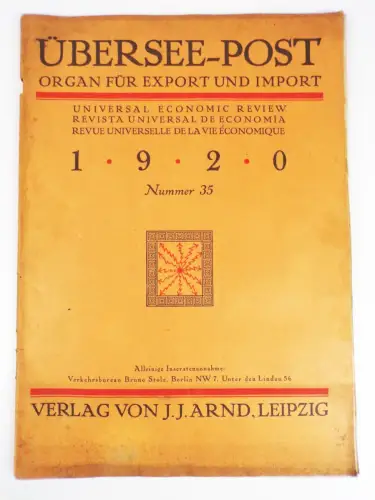 ÜBERSEE-POST
ORGAN FÜR EXPORT UND IMPORT
UNIVERSAL ECONOMIC REVIEW
REVISTA UNIVERSAL DE ECONOMÍA
REVUE UNIVERSELLE DE LA VIE ÉCONOMIQUE
1 · 9 · 2 · 0
Nummer 35
Alleinige Inseratenannahme:
Verkehrsbureau Bruno Stolz, Berlin NW 7, Unter den Linden 56
VERLAG VON J. J. ARND, LEIPZIG